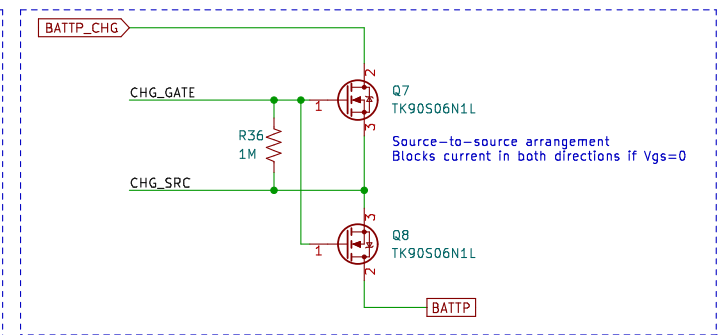 BATTP_CHG
2
Q7
TK90S06N1L
CHG_GATE
1
3
R36
1M
Source-to-source arrangement
Blocks current in both directions if Vgs=0
CHG_SRC
3
Q8
TK90S06N1L
1
2
BATTP